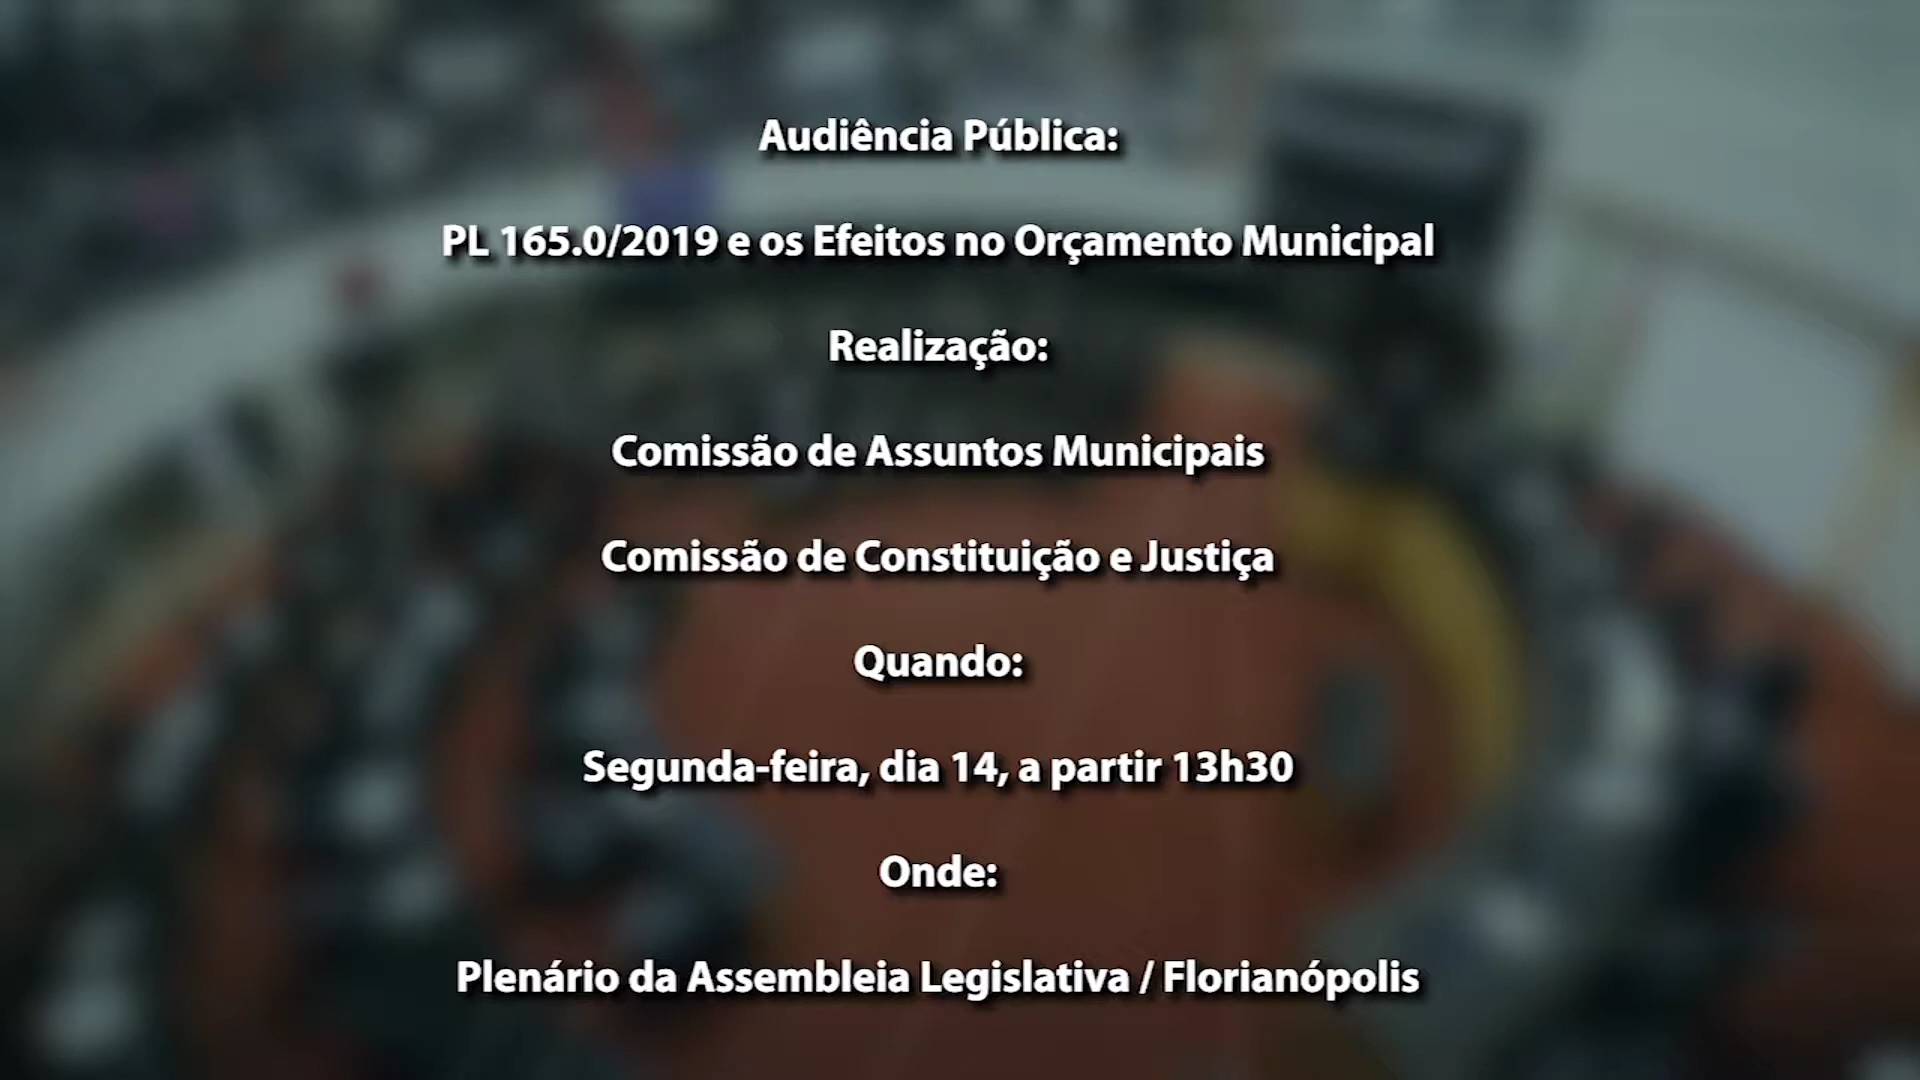 Audiência Pública:
PL 165.0/2019 e os Efeitos no Orçamento Municipal
Realização:
Comissão de Assuntos Municipais
Comissão de Constituição e Justiça
Quando:
Segunda-feira, dia 14, a partir 13h30
Onde:
Plenário da Assembleia Legislativa / Florianópolis